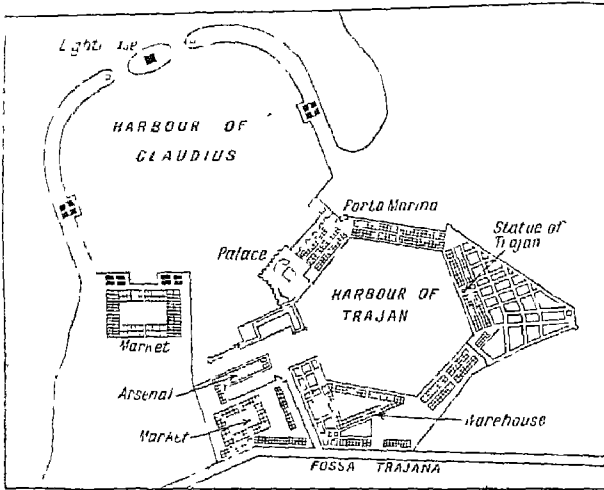 HARBOUR OF
CLAUDIUS
Porta Marina
Statue of
Trajan
Palace
HARBOUR OF
TRAJAN
Market
Arsenal
Market
Warehouse
FOSSA TRAJANA